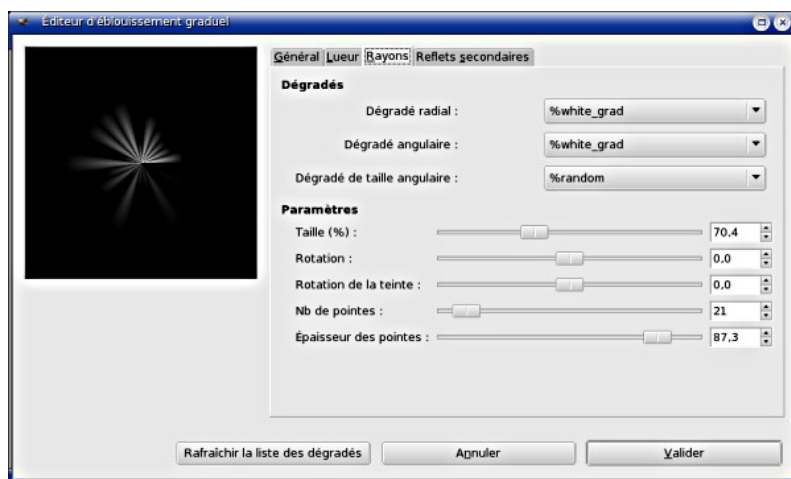 Éditeur d'éblouissement graduel
Général Lueur Rayons Reflets secondaires
Dégradés
Dégradé radial : %white_grad
Dégradé angulaire : %white_grad
Dégradé de taille angulaire : %random
Paramètres
Taille (%) : 70,4
Rotation : 0,0
Rotation de la teinte : 0,0
Nb de pointes : 21
Épaisseur des pointes : 87,3
Rafraîchir la liste des dégradés Annuler Valider